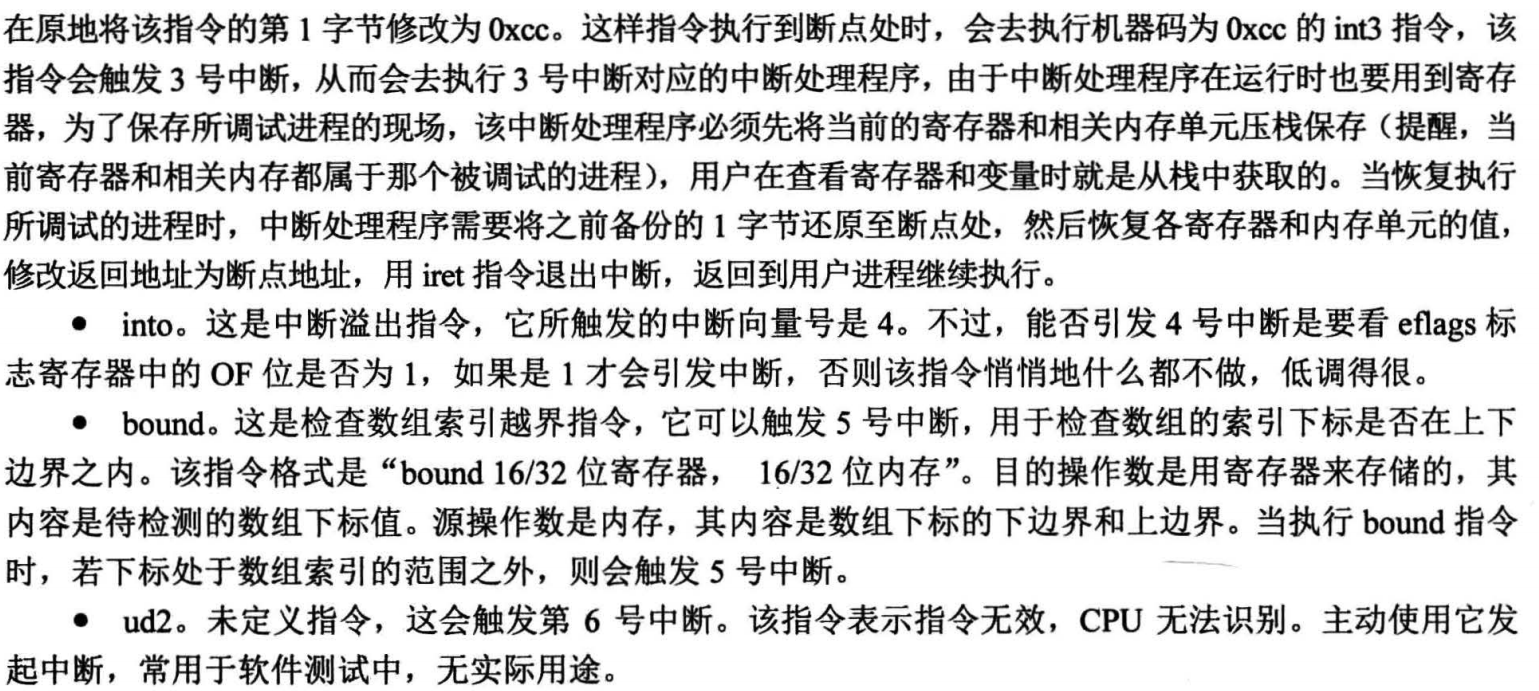 在原地将该指令的第 1 字节修改为 0xcc。这样指令执行到断点处时，会去执行机器码为 0xcc 的 int3 指令，该
指令会触发 3 号中断，从而会去执行 3 号中断对应的中断处理程序，由于中断处理程序在运行时也要用到寄存
器，为了保存所调试进程的现场，该中断处理程序必须先将当前的寄存器和相关内存单元压栈保存（提醒，当
前寄存器和相关内存都属于那个被调试的进程），用户在查看寄存器和变量时就是从栈中获取的。当恢复执行
所调试的进程时，中断处理程序需要将之前备份的 1 字节还原至断点处，然后恢复各寄存器和内存单元的值，
修改返回地址为断点地址，用 iret 指令退出中断，返回到用户进程继续执行。
● into。这是中断溢出指令，它所触发的中断向量号是 4。不过，能否引发 4 号中断是要看 eflags 标
志寄存器中的 OF 位是否为 1，如果是 1 才会引发中断，否则该指令悄悄地什么都不做，低调得很。
● bound。这是检查数组索引越界指令，它可以触发 5 号中断，用于检查数组的索引下标是否在上下
边界之内。该指令格式是“bound 16/32 位寄存器， 16/32 位内存”。目的操作数是用寄存器来存储的，其
内容是待检测的数组下标值。源操作数是内存，其内容是数组下标的下边界和上边界。当执行 bound 指令
时，若下标处于数组索引的范围之外，则会触发 5 号中断。
● ud2。未定义指令，这会触发第 6 号中断。该指令表示指令无效，CPU 无法识别。主动使用它发
起中断，常用于软件测试中，无实际用途。